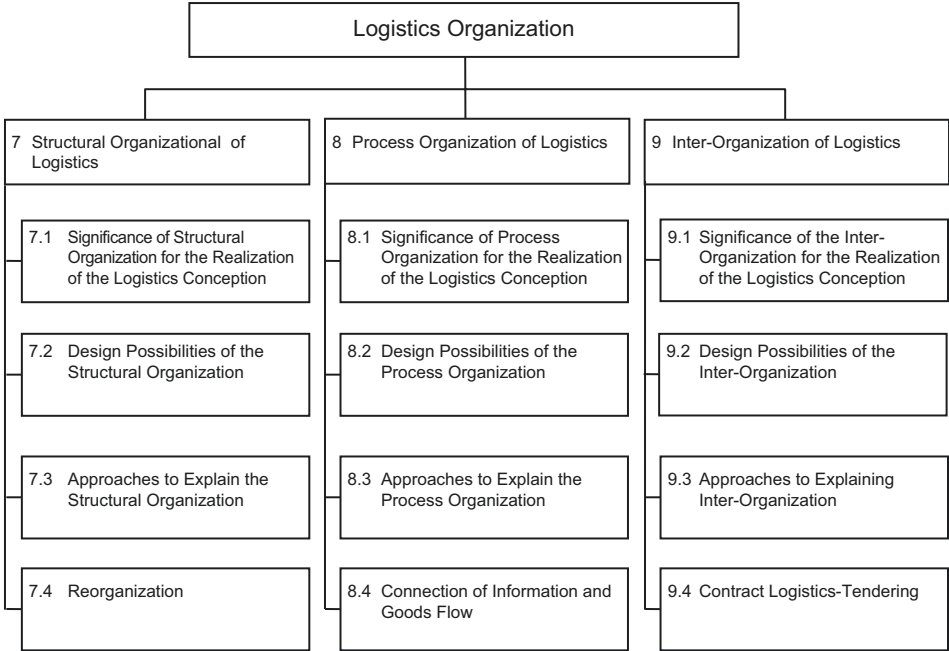 Logistics Organization
7 Structural Organizational of
Logistics
7.1 Significance of Structural
Organization for the Realization
of the Logistics Conception
7.2 Design Possibilities of the
Structural Organization
7.3 Approaches to Explain the
Structural Organization
7.4 Reorganization
8 Process Organization of Logistics
8.1 Significance of Process
Organization for the Realization
of the Logistics Conception
8.2 Design Possibilities of the
Process Organization
8.3 Approaches to Explain the
Process Organization
8.4 Connection of Information and
Goods Flow
9 Inter-Organization of Logistics
9.1 Significance of the Inter-
Organization for the Realization
of the Logistics Conception
9.2 Design Possibilities of the
Inter-Organization
9.3 Approaches to Explaining
Inter-Organization
9.4 Contract Logistics-Tendering